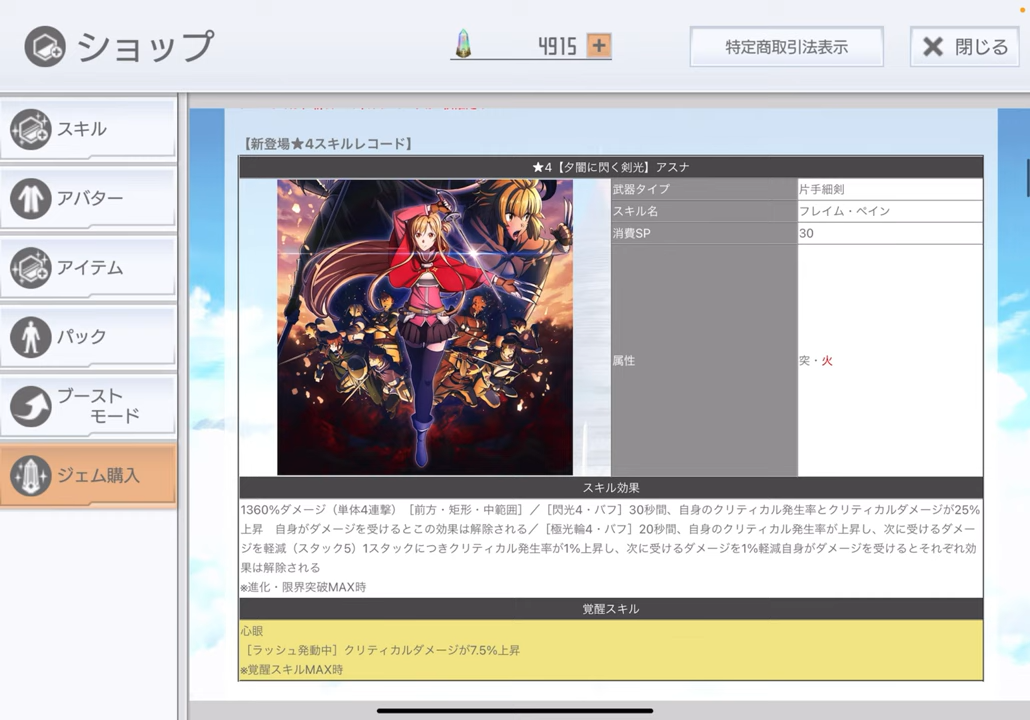 ショップ
4915
特定商取引法表示
閉じる
スキル
アバター
アイテム
パック
ブースト
モード
ジェム購入
【新登場★4スキルレコード】
★4【夕闇に閃く剣光】アスナ
武器タイプ
片手細剣
スキル名
フレイム・ペイン
消費SP
30
属性
突・火
スキル効果
1360%ダメージ（単体4連撃）［前方・矩形・中範囲］／［閃光4・バフ］30秒間、自身のクリティカル発生率とクリティカルダメージが25%
上昇　自身がダメージを受けるとこの効果は解除される／［極光輪4・バフ］20秒間、自身のクリティカル発生率が上昇し、次に受けるダメー
ジを軽減（スタック5）1スタックにつきクリティカル発生率が1%上昇し、次に受けるダメージを1%軽減自身がダメージを受けるとそれぞれ効
果は解除される
※進化・限界突破MAX時
覚醒スキル
心眼
［ラッシュ発動中］クリティカルダメージが7.5%上昇
※覚醒スキルMAX時